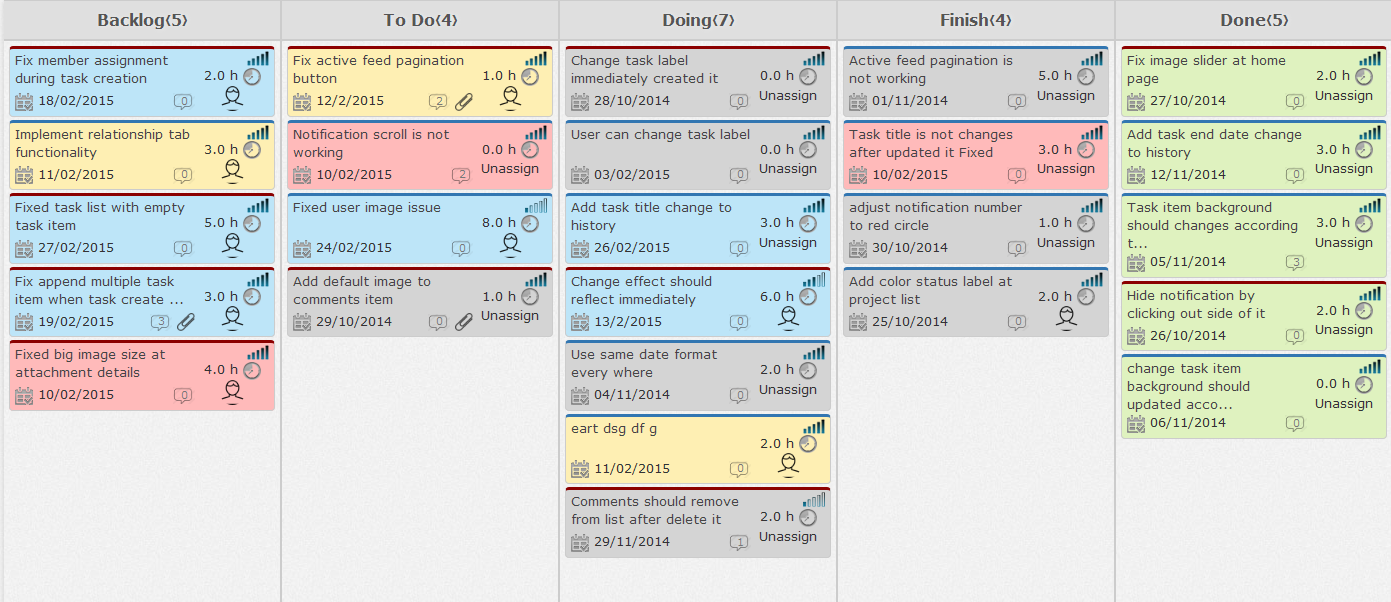 Backlog(5)
Fix member assignment
during task creation
2.0 h
18/02/2015
0
Implement relationship tab
functionality
3.0 h
11/02/2015
0
Fixed task list with empty
task item
5.0 h
27/02/2015
0
Fix append multiple task
item when task create ...
3.0 h
19/02/2015
3
Fixed big image size at
attachment details
4.0 h
10/02/2015
0
To Do(4)
Fix active feed pagination
button
1.0 h
12/2/2015
2
Notification scroll is not
working
0.0 h
Unassign
10/02/2015
2
Fixed user image issue
8.0 h
24/02/2015
0
Add default image to
comments item
1.0 h
Unassign
29/10/2014
0
Doing(7)
Change task label
immediately created it
0.0 h
Unassign
28/10/2014
0
User can change task label
0.0 h
Unassign
03/02/2015
0
Add task title change to
history
3.0 h
Unassign
26/02/2015
0
Change effect should
reflect immediately
6.0 h
13/2/2015
0
Use same date format
every where
2.0 h
Unassign
04/11/2014
0
eart dsg df g
2.0 h
11/02/2015
0
Comments should remove
from list after delete it
2.0 h
Unassign
29/11/2014
1
Finish(4)
Active feed pagination is
not working
5.0 h
Unassign
01/11/2014
0
Task title is not changes
after updated it Fixed
3.0 h
Unassign
10/02/2015
0
adjust notification number
to red circle
1.0 h
Unassign
30/10/2014
0
Add color status label at
project list
2.0 h
25/10/2014
0
Done(5)
Fix image slider at home
page
2.0 h
Unassign
27/10/2014
0
Add task end date change
to history
3.0 h
Unassign
12/11/2014
0
Task item background
should changes according
t...
3.0 h
Unassign
05/11/2014
3
Hide notification by
clicking out side of it
2.0 h
Unassign
26/10/2014
0
change task item
background should
updated acco...
0.0 h
Unassign
06/11/2014
0